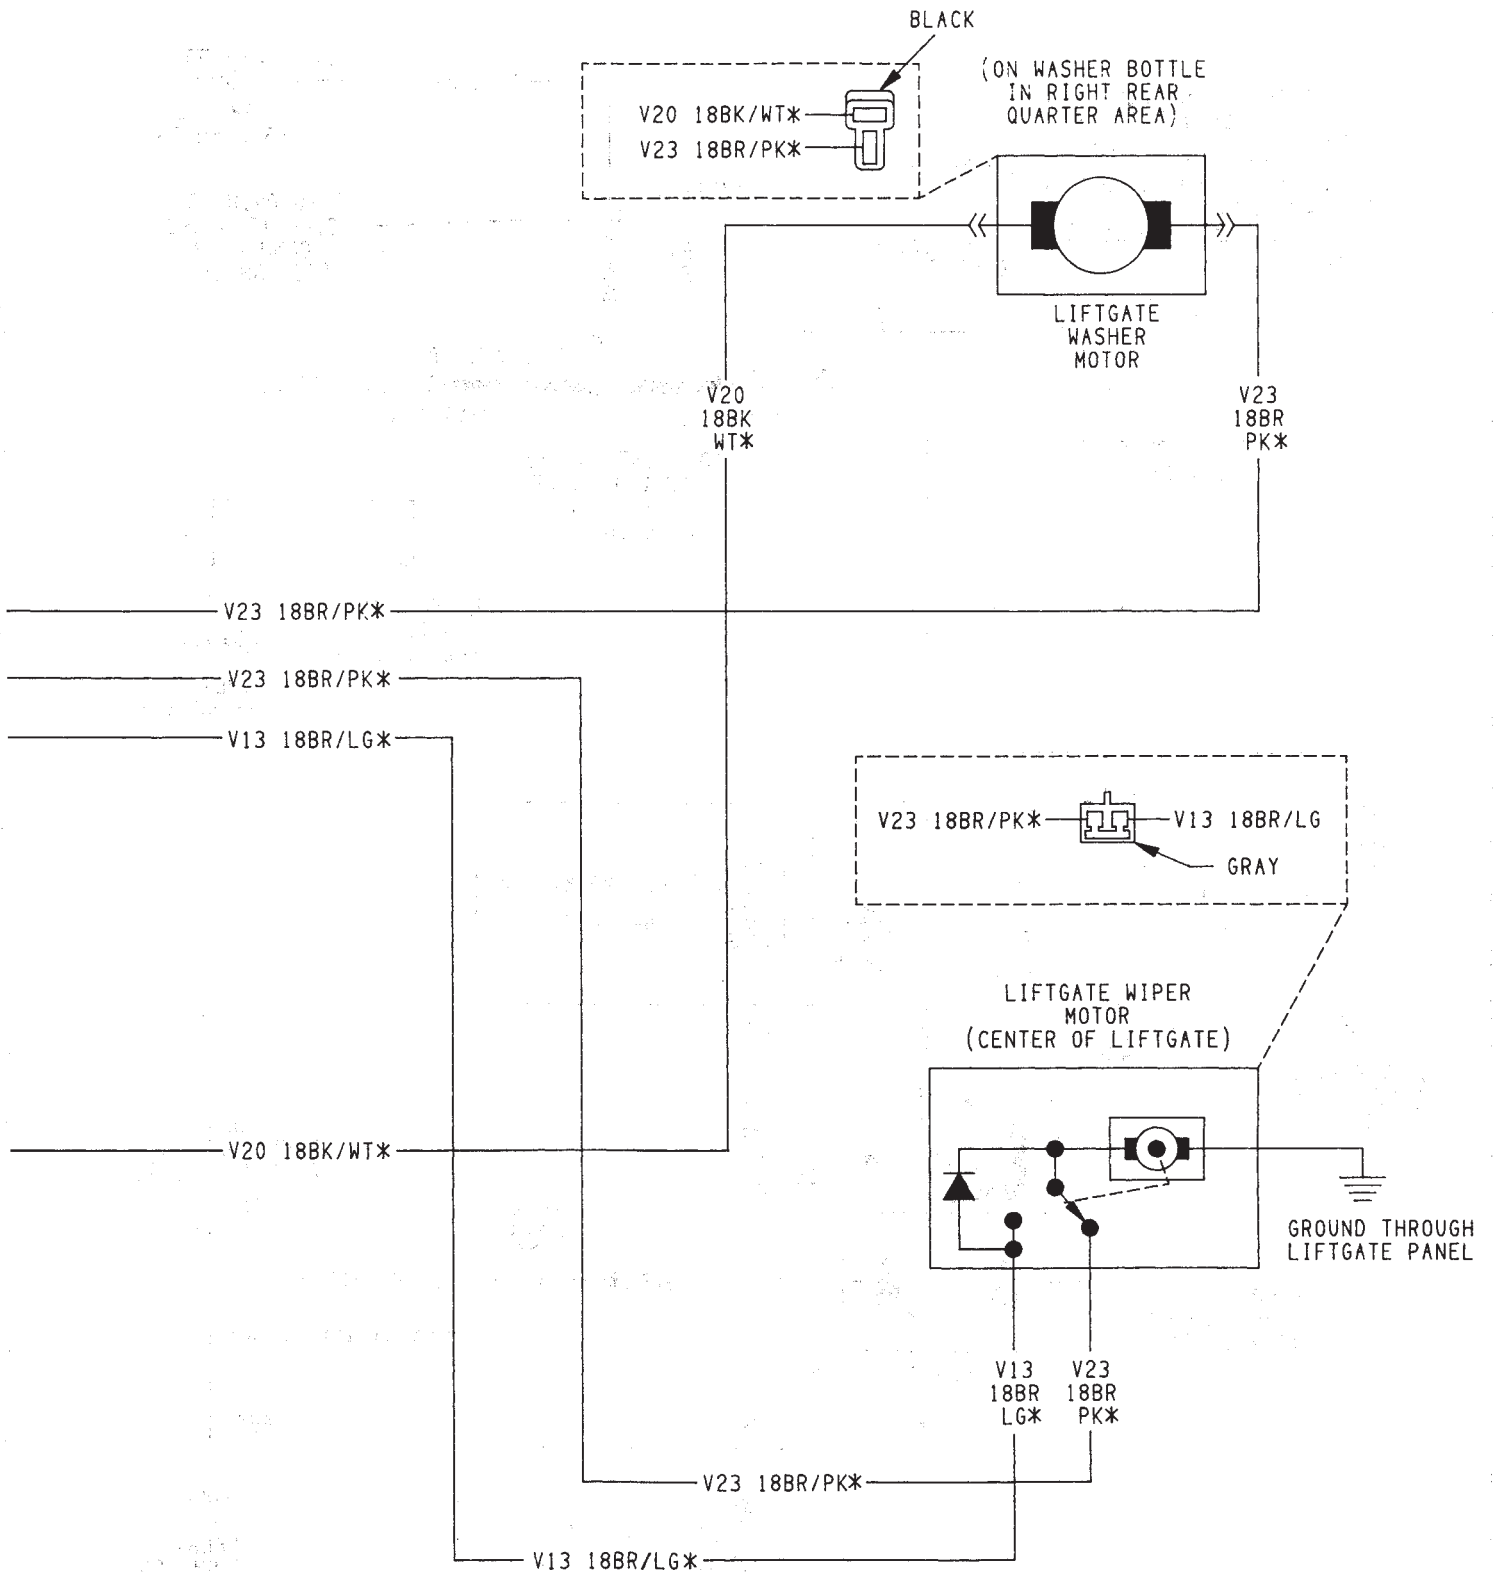 BLACK
(ON WASHER BOTTLE
IN RIGHT REAR
QUARTER AREA)
V20 18BK/WT*
V23 18BR/PK*
LIFTGATE
WASHER
MOTOR
V20
18BK
WT*
V23
18BR
PK*
V23 18BR/PK*
V23 18BR/PK*
V13 18BR/LG*
V23 18BR/PK*
V13 18BR/LG
GRAY
LIFTGATE WIPER
MOTOR
(CENTER OF LIFTGATE)
V20 18BK/WT*
GROUND THROUGH
LIFTGATE PANEL
V13
18BR
LG*
V23
18BR
PK*
V23 18BR/PK*
V13 18BR/LG*